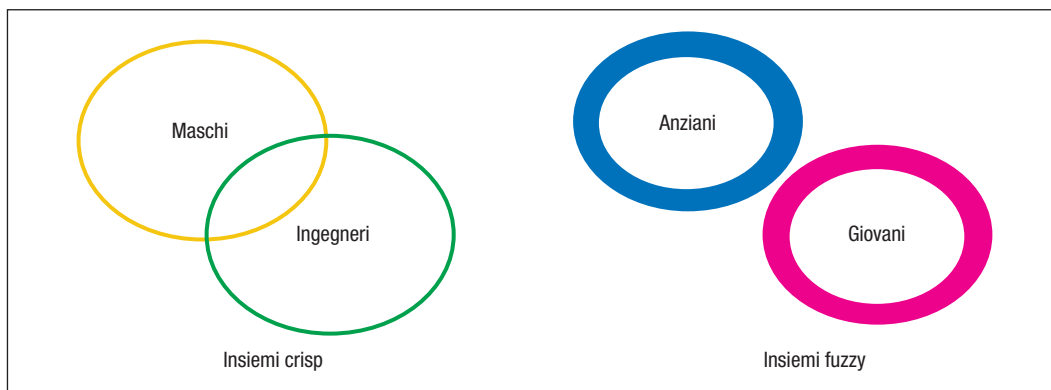 Maschi
Ingegneri
Insiemi crisp
Anziani
Giovani
Insiemi fuzzy